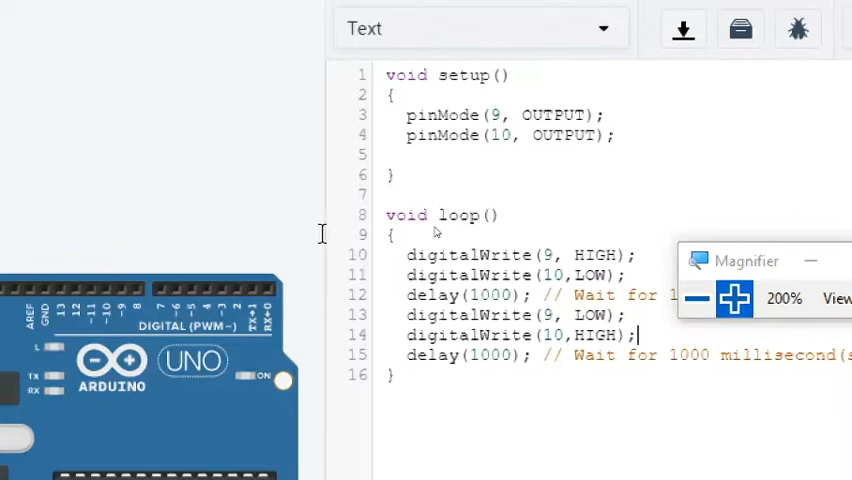 Text
1 void setup()
2 {
3 pinMode(9, OUTPUT);
4 pinMode(10, OUTPUT);
5
6 }
7
8 void loop()
9 {
10 digitalWrite(9, HIGH);
11 digitalWrite(10,LOW);
12 delay(1000); // Wait for 1
13 digitalWrite(9, LOW);
14 digitalWrite(10,HIGH);
15 delay(1000); // Wait for 1000 millisecond(s
16 }
Magnifier
200% View
AREF GND 13 12 ~11 ~10 ~9 8 7 ~6 ~5 4 ~3 2 TX→1 RX←0
DIGITAL (PWM~)
L
TX
RX
UNO
ARDUINO
ON